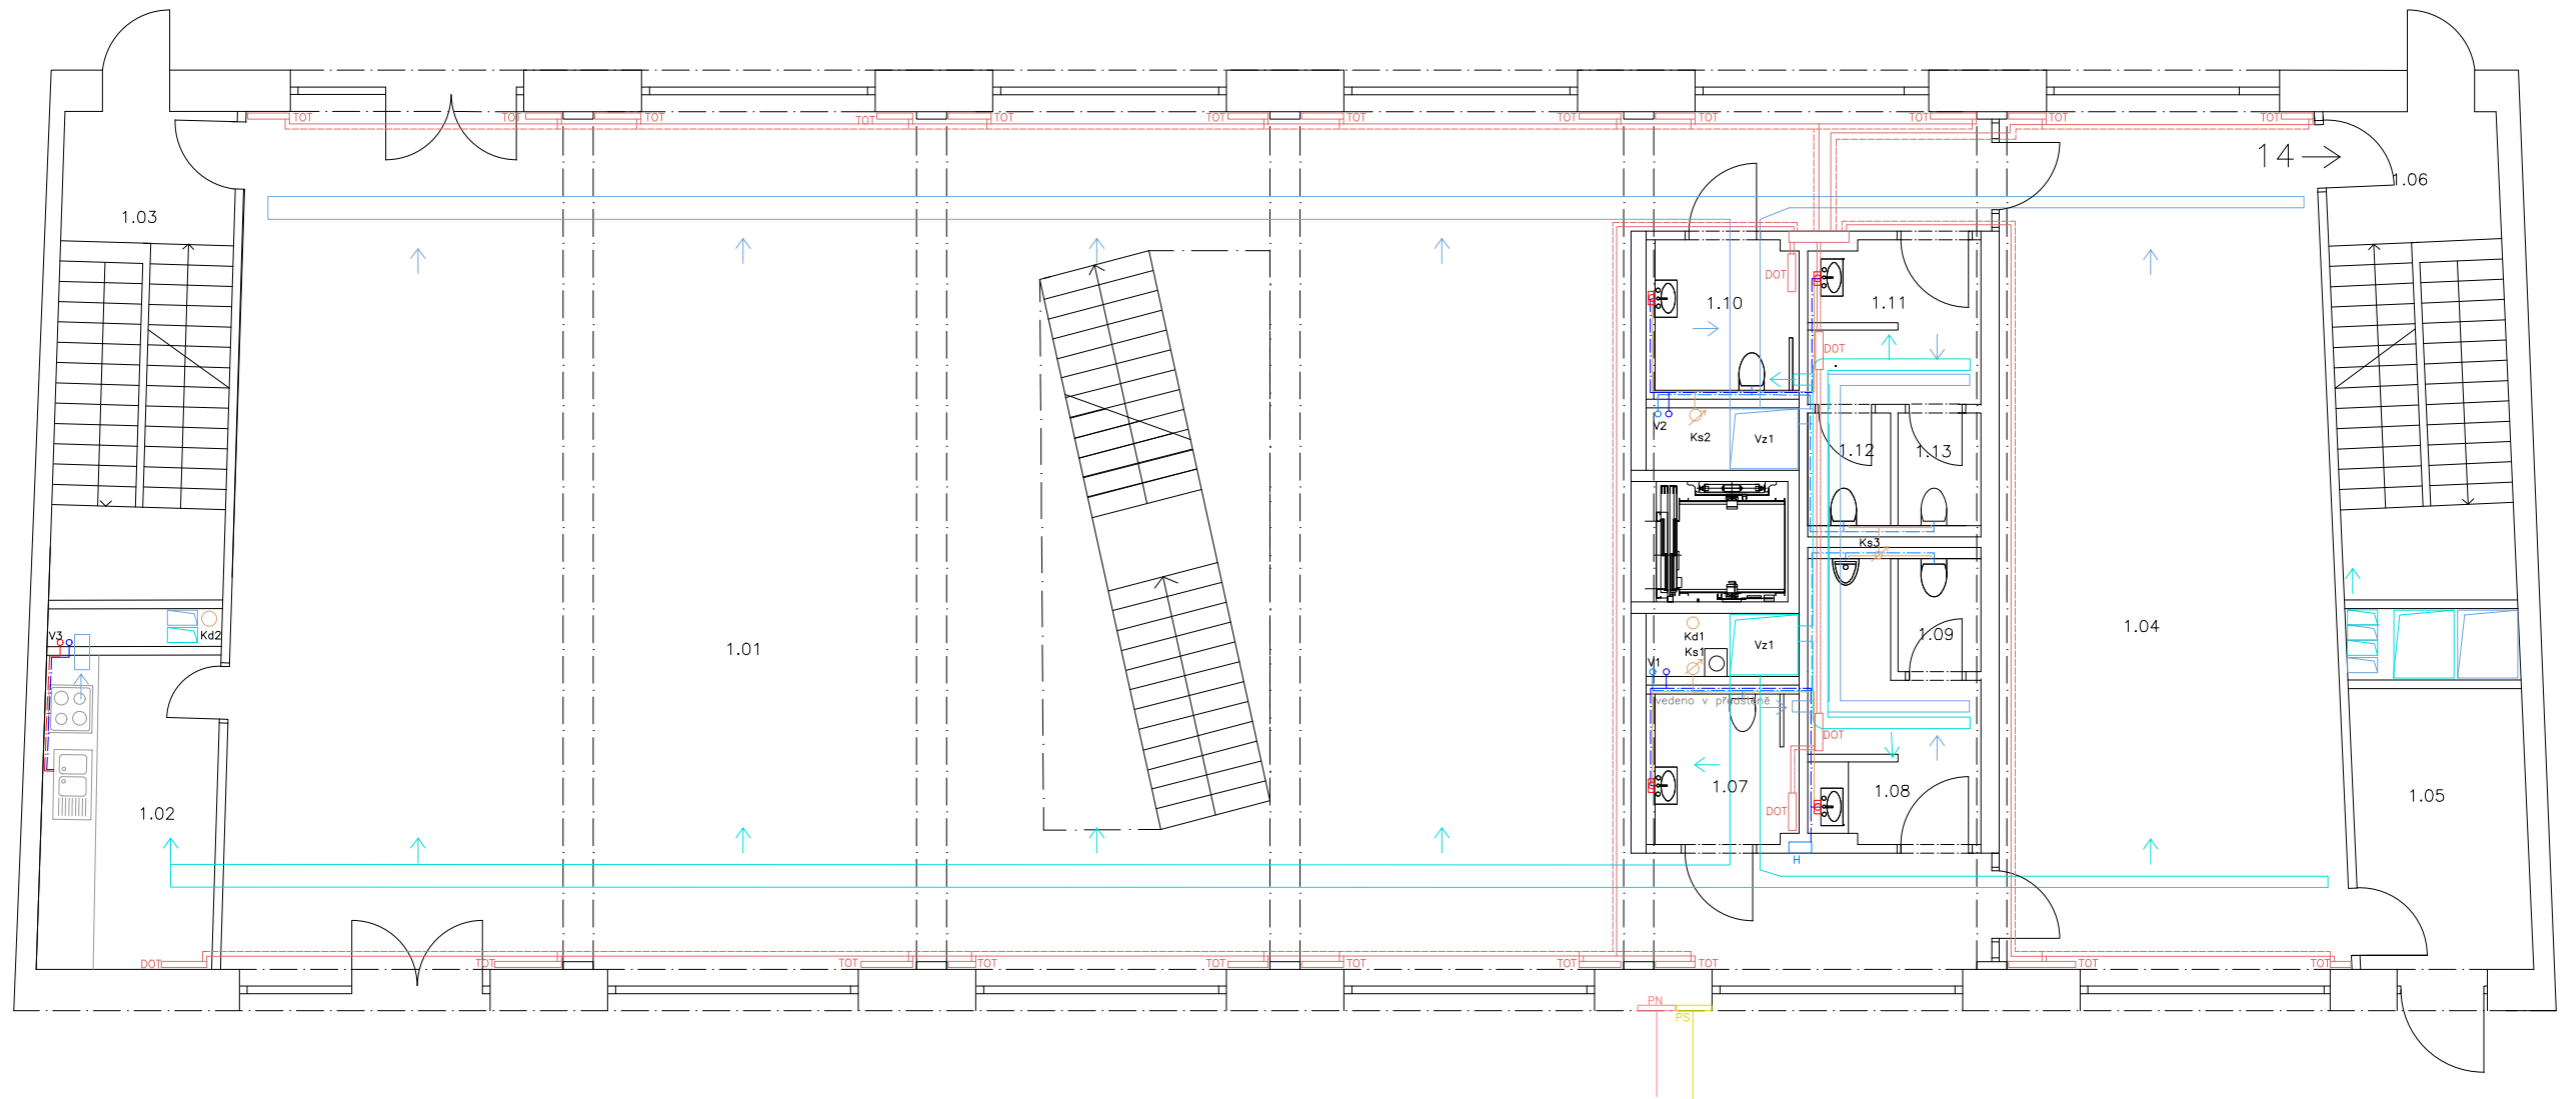 TOT TOT TOT TOT TOT TOT TOT TOT TOT TOT TOT TOT
14
1.06
1.03
DOT
1.10
1.11
DOT
V2
Ks2
Vz1
1.12
1.13
Ks3
V3
Kd2
1.01
Kd1
Ks1
Vz1
V1
1.09
1.04
vedeno v předstěně
DOT
1.07
1.08
1.05
1.02
DOT
H
DOT TOT TOT TOT TOT TOT TOT TOT TOT TOT
PN
PS